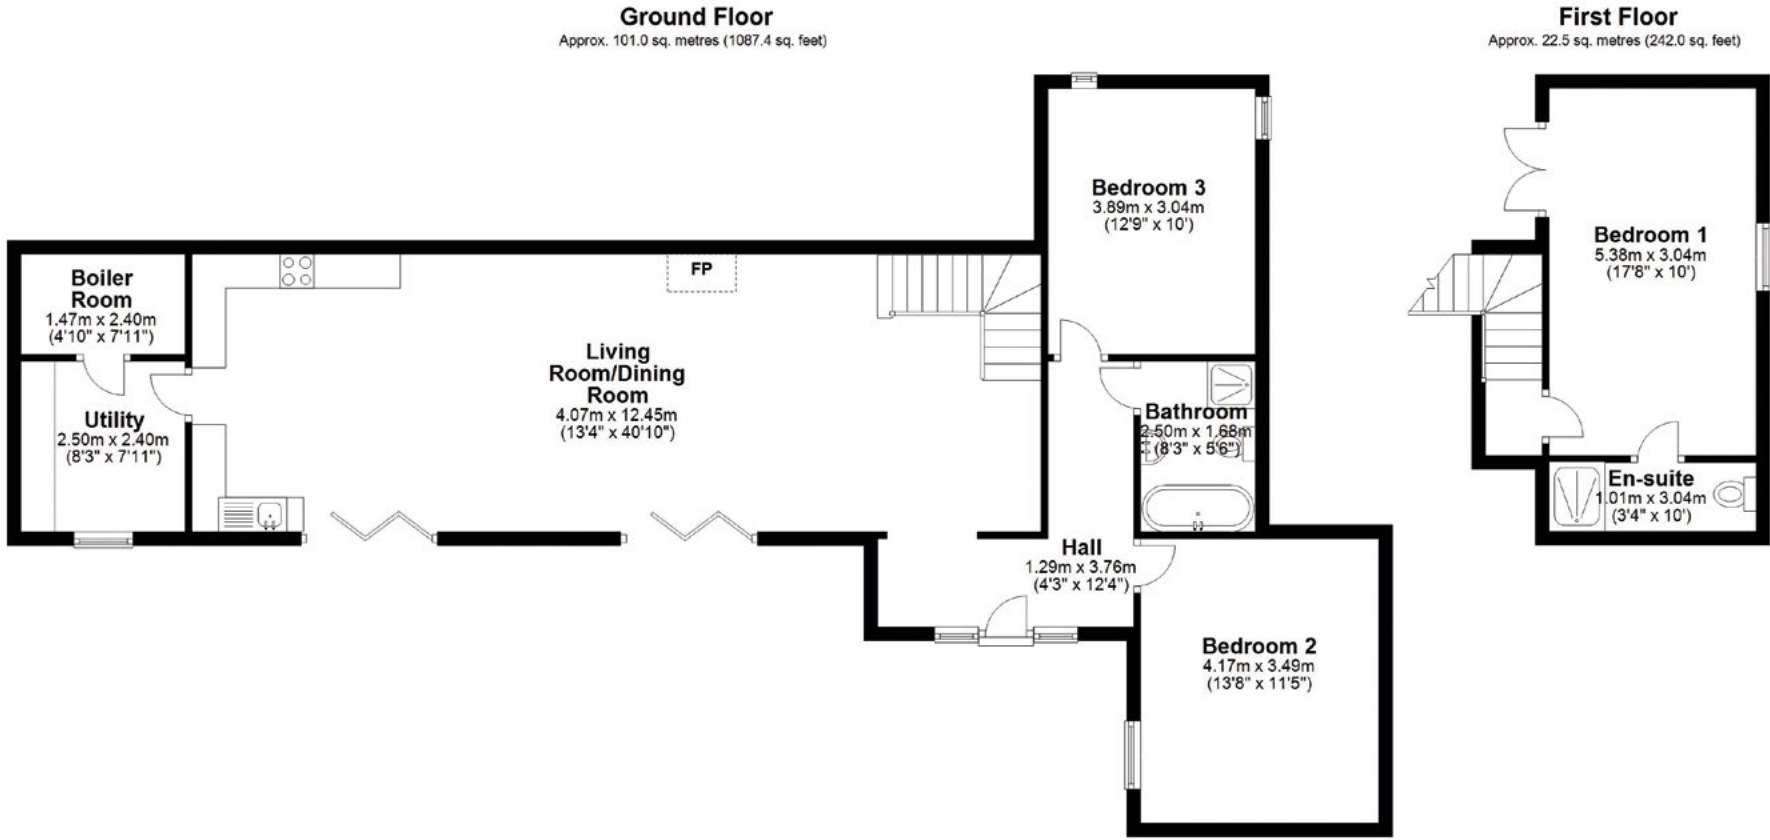 Ground Floor
Approx. 101.0 sq. metres (1087.4 sq. feet)
First Floor
Approx. 22.5 sq. metres (242.0 sq. feet)
Bedroom 3
3.89m x 3.04m
(12'9" x 10')
Bedroom 1
5.38m x 3.04m
(17'8" x 10')
Boiler
Room
1.47m x 2.40m
(4'10" x 7'11")
FP
Living
Room/Dining
Room
4.07m x 12.45m
(13'4" x 40'10")
Utility
2.50m x 2.40m
(8'3" x 7'11")
Bathroom
2.50m x 1.68m
(8'3" x 5'6")
En-suite
1.01m x 3.04m
(3'4" x 10')
Hall
1.29m x 3.76m
(4'3" x 12'4")
Bedroom 2
4.17m x 3.49m
(13'8" x 11'5")